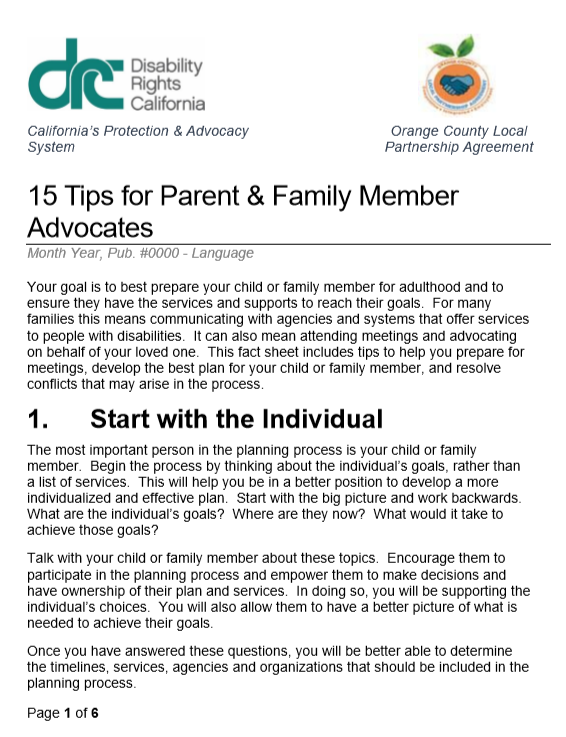 drc
Disability
Rights
California
California's Protection & Advocacy
System
Orange County Local
Partnership Agreement
15 Tips for Parent & Family Member
Advocates
Month Year, Pub. #0000 - Language
Your goal is to best prepare your child or family member for adulthood and to
ensure they have the services and supports to reach their goals.  For many
families this means communicating with agencies and systems that offer services
to people with disabilities.  It can also mean attending meetings and advocating
on behalf of your loved one.  This fact sheet includes tips to help you prepare for
meetings, develop the best plan for your child or family member, and resolve
conflicts that may arise in the process.
1. Start with the Individual
The most important person in the planning process is your child or family
member.  Begin the process by thinking about the individual's goals, rather than
a list of services.  This will help you be in a better position to develop a more
individualized and effective plan.  Start with the big picture and work backwards.
What are the individual's goals?  Where are they now?  What would it take to
achieve those goals?
Talk with your child or family member about these topics.  Encourage them to
participate in the planning process and empower them to make decisions and
have ownership of their plan and services.  In doing so, you will be supporting the
individual's choices.  You will also allow them to have a better picture of what is
needed to achieve their goals.
Once you have answered these questions, you will be better able to determine
the timelines, services, agencies and organizations that should be included in the
planning process.
Page 1 of 6